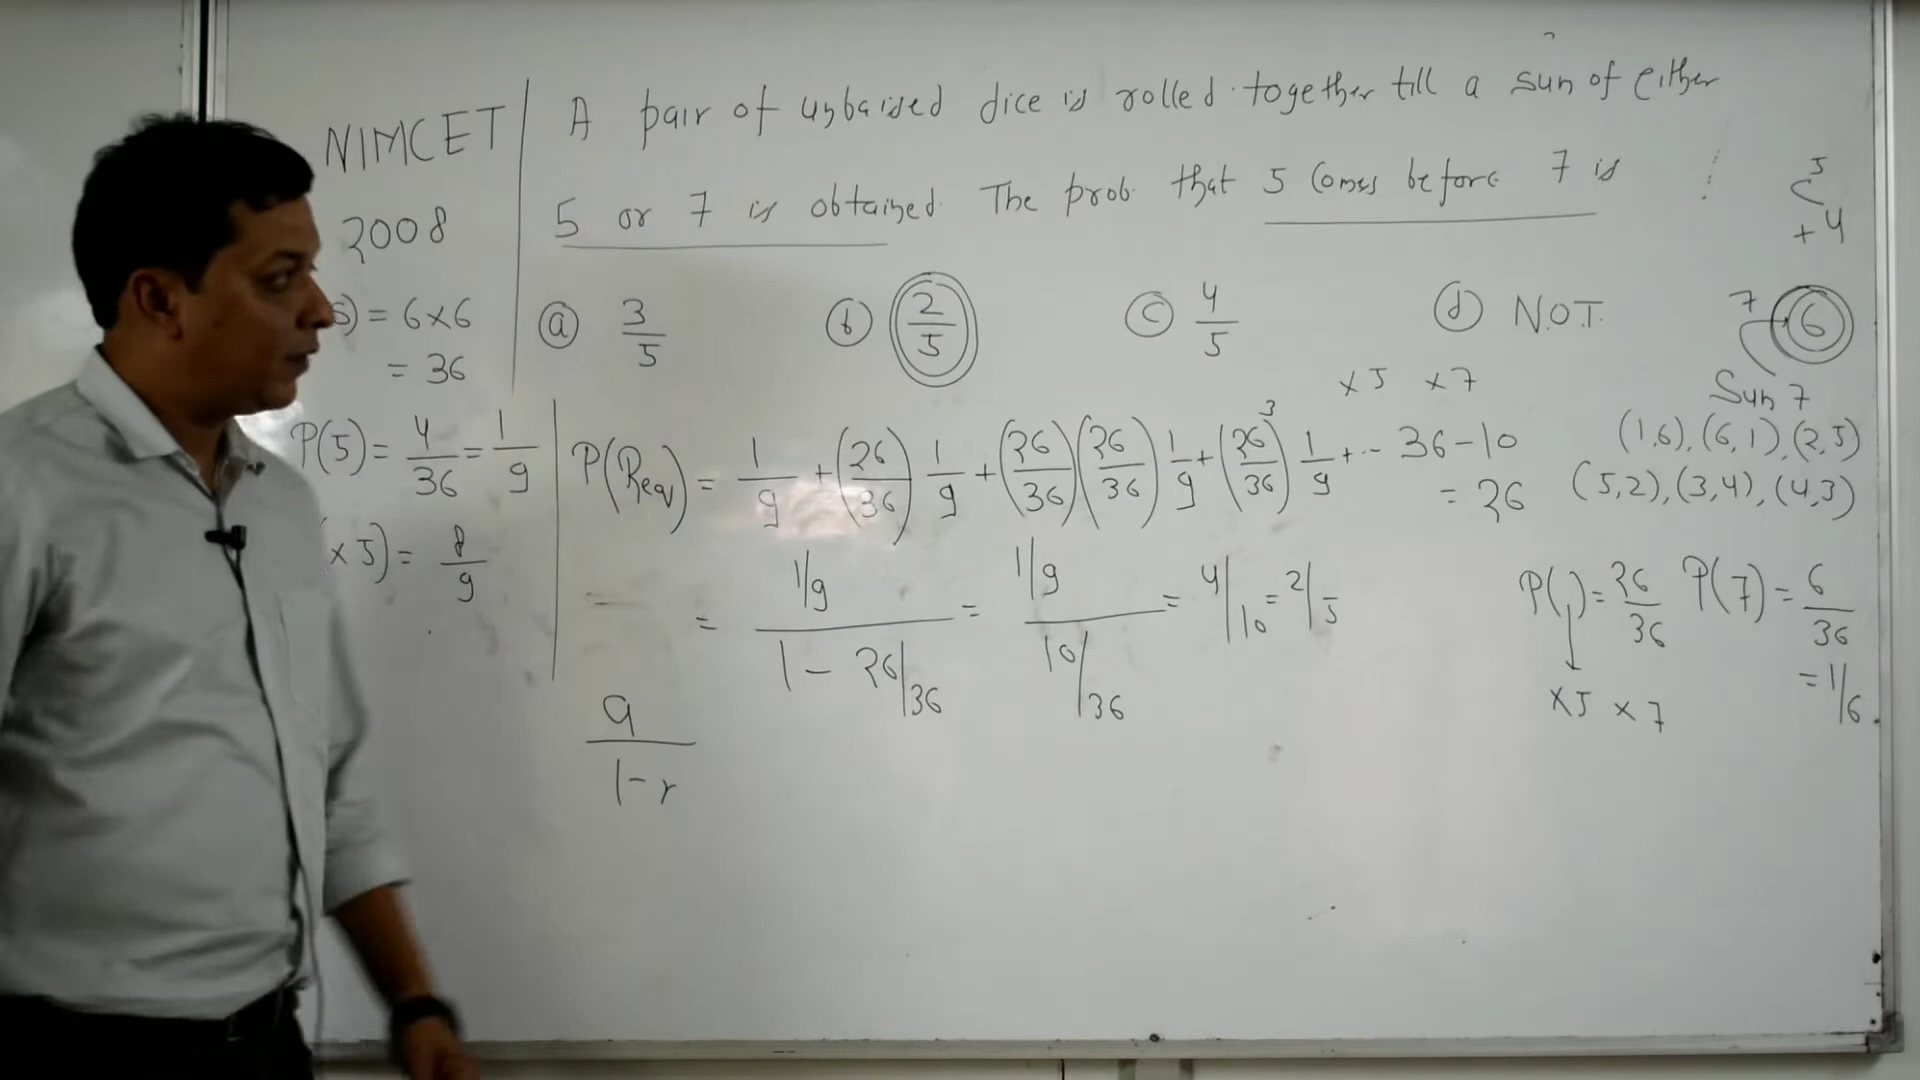 NIMCET
2008
A pair of unbaised dice is rolled together till a sum of either
5 or 7 is obtained. The prob. that 5 comes before 7 is
5
+4
s) = 6×6
= 36
(a) 3/5 (b) 2/5 (c) 4/5 (d) N.O.T.
7 6
×5 ×7
Sum 7
(1,6), (6,1), (2,5)
(5,2), (3,4), (4,3)
P(5) = 4/36 = 1/9
P(Req) = 1/9 + (26/36) 1/9 + (26/36)(26/36) 1/9 + (26/36)³ 1/9 + --
36-10
= 26
×5) = 8/9
= 1/9 / 1 - 26/36 = 1/9 / 10/36 = 4/10 = 2/5
P( ) = 26/36
×5 ×7
P(7) = 6/36
= 1/6
a/1-r